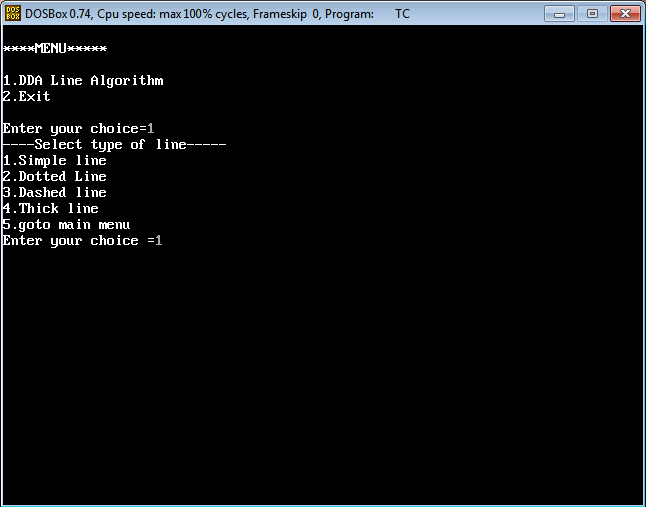 DOS BOX DOSBox 0.74, Cpu speed: max 100% cycles, Frameskip 0, Program: TC
****MENU*****
1.DDA Line Algorithm
2.Exit
Enter your choice=1
----Select type of line-----
1.Simple line
2.Dotted Line
3.Dashed line
4.Thick line
5.goto main menu
Enter your choice =1